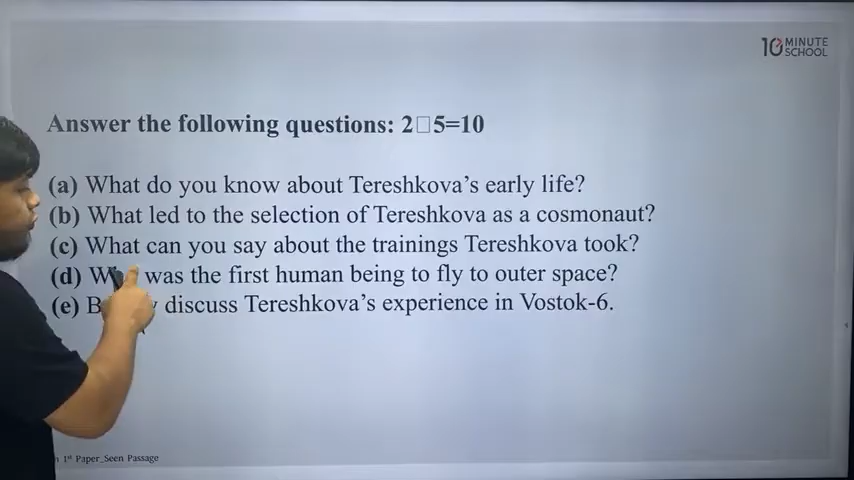 10 MINUTE SCHOOL
Answer the following questions: 2□5=10
(a) What do you know about Tereshkova's early life?
(b) What led to the selection of Tereshkova as a cosmonaut?
(c) What can you say about the trainings Tereshkova took?
(d) was the first human being to fly to outer space?
(e) discuss Tereshkova's experience in Vostok-6.
1st Paper_Seen Passage